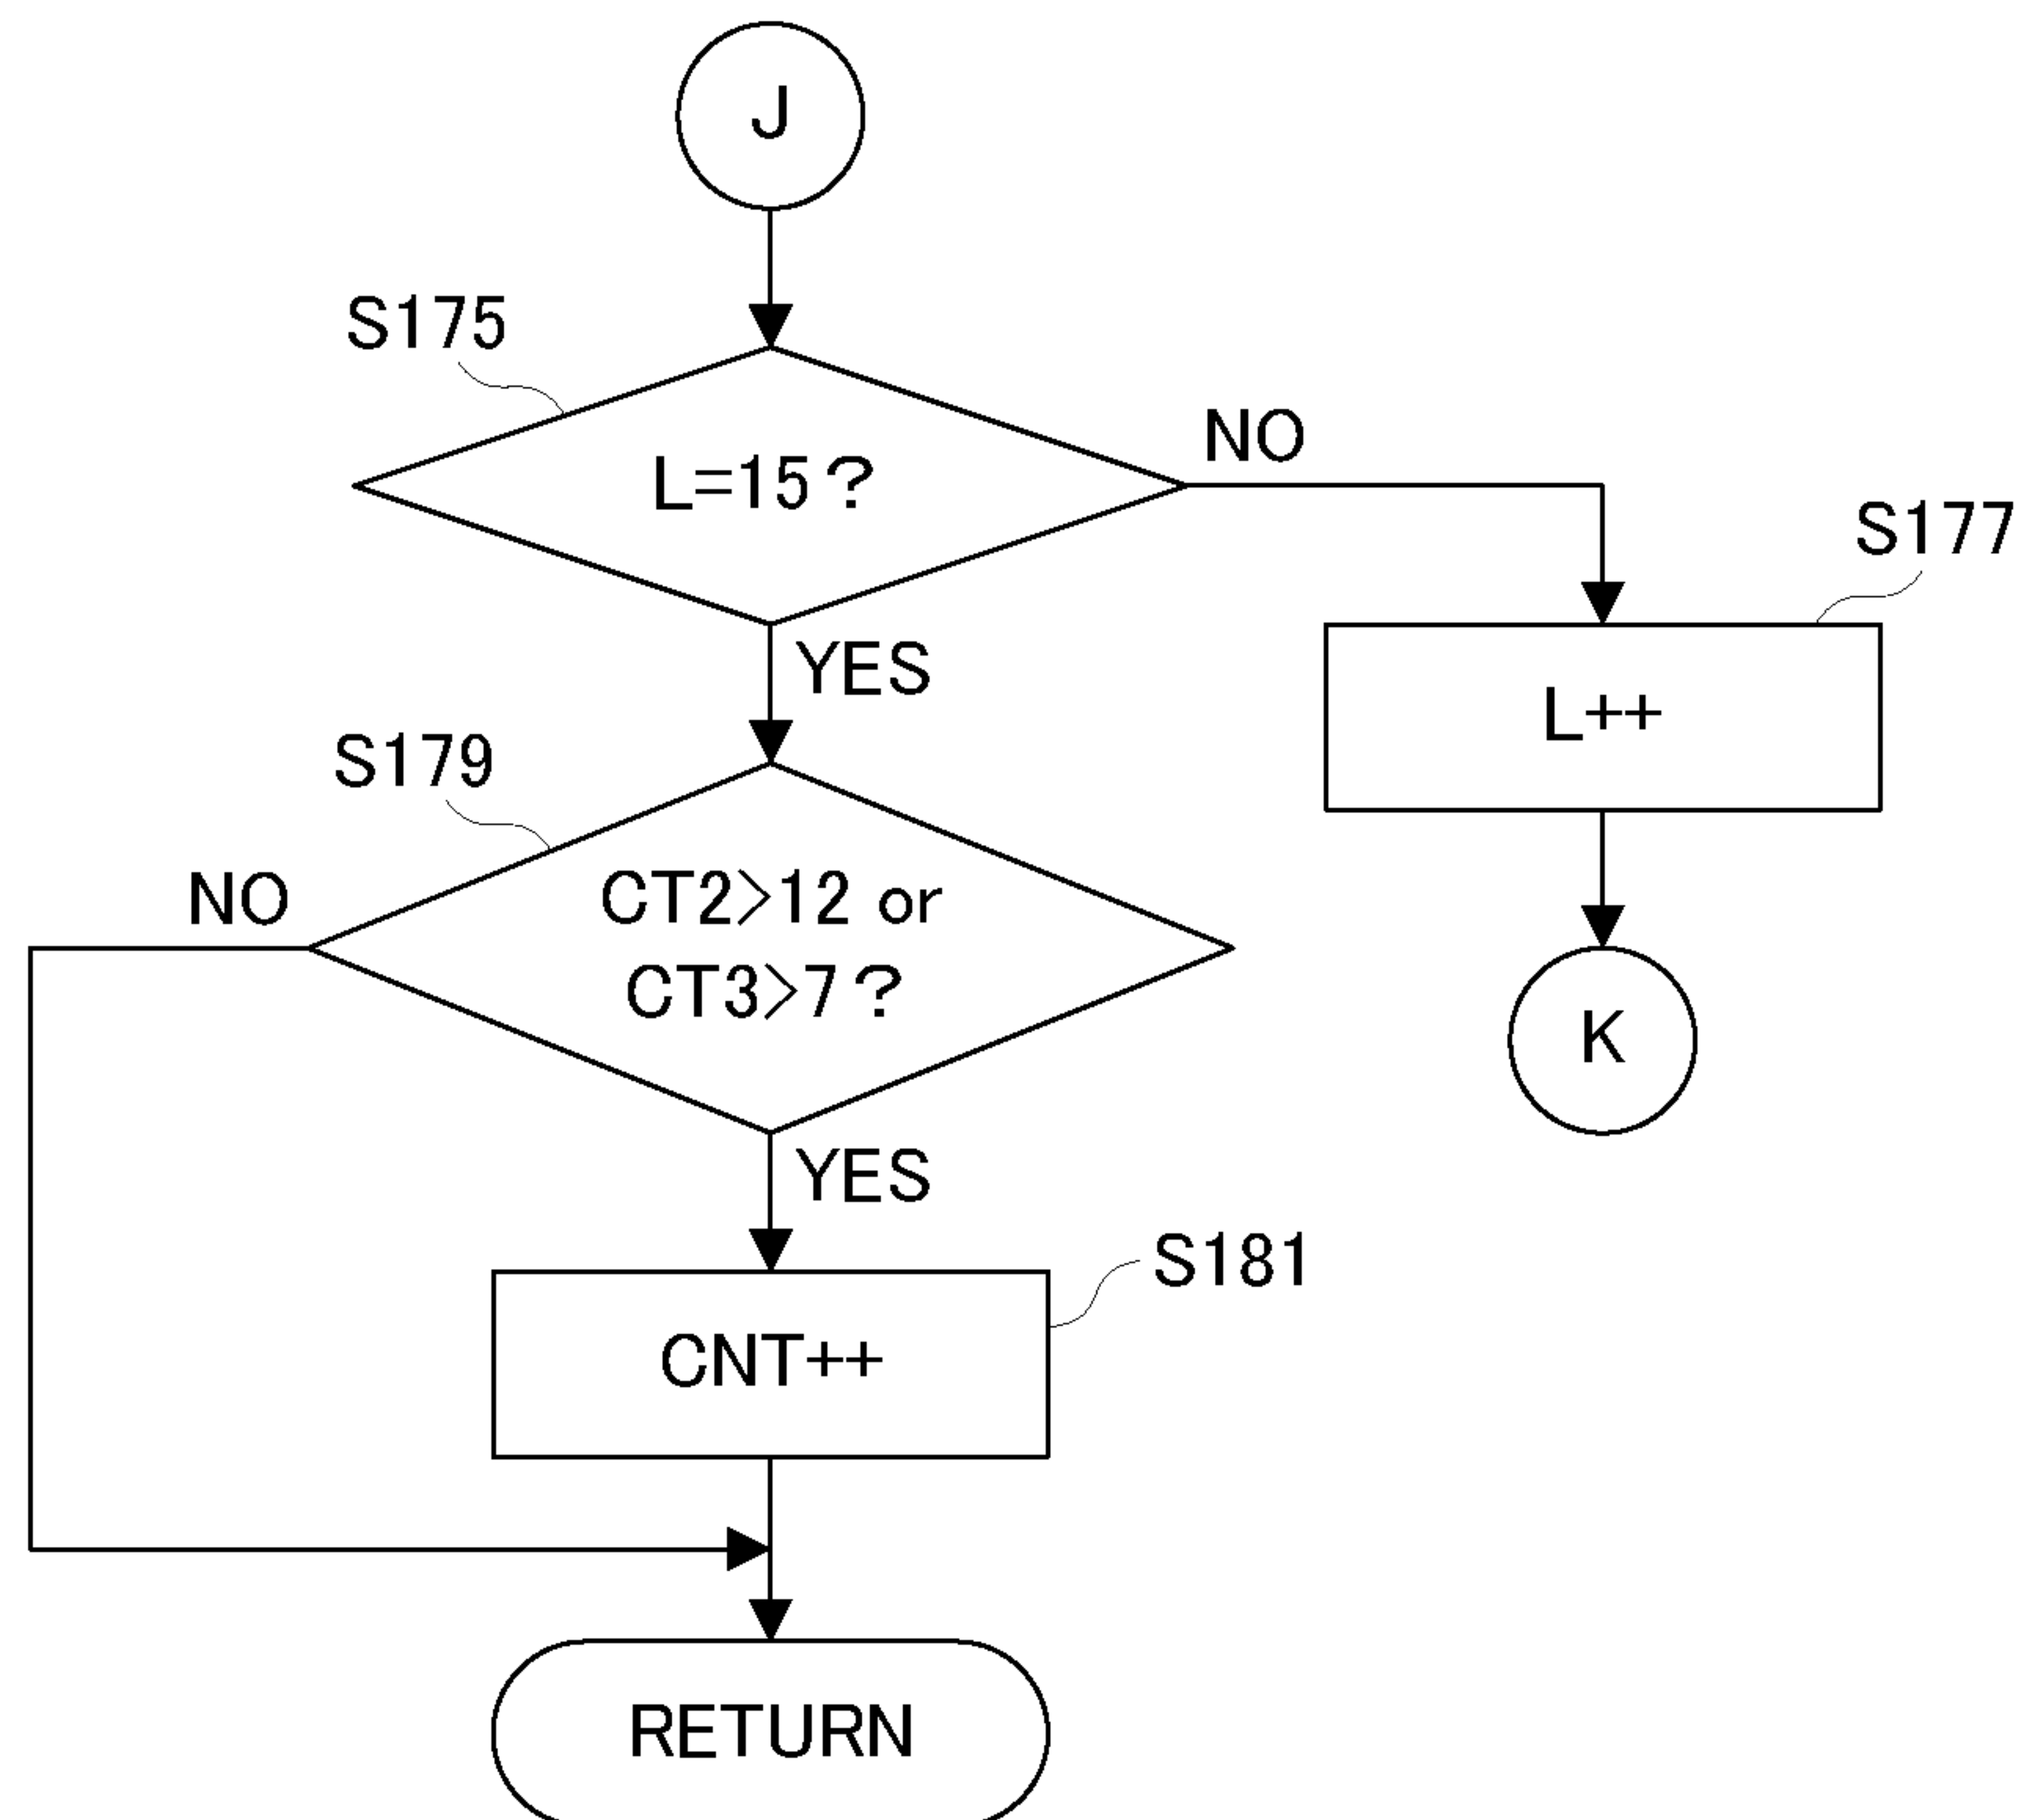 J
S175
L=15?
NO
S177
YES
L++
S179
NO
CT2>12 or
CT3>7?
K
YES
S181
CNT++
RETURN